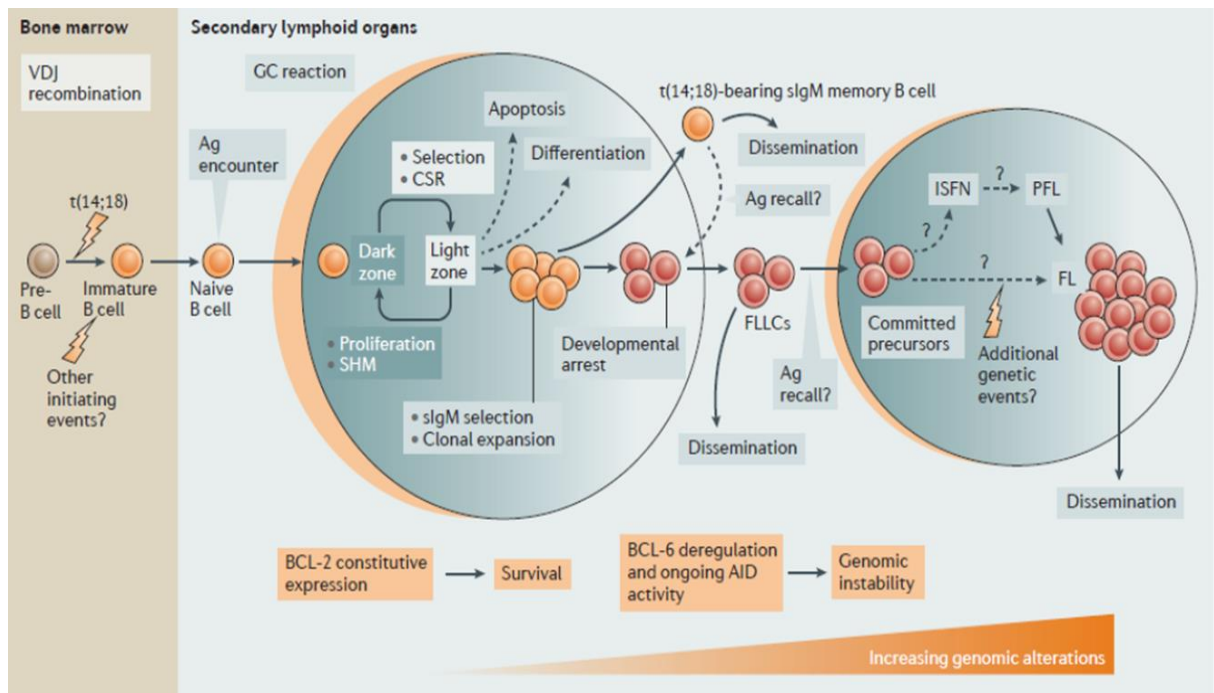 Bone marrow
Secondary lymphoid organs
VDJ
recombination
GC reaction
t(14;18)-bearing sIgM memory B cell
Apoptosis
Ag
encounter
• Selection
• CSR
Differentiation
Dissemination
t(14;18)
Ag recall?
ISFN
?
PFL
?
Dark
zone
Light
zone
?
FL
Pre-
B cell
Immature
B cell
Naive
B cell
FLLCs
Committed
precursors
• Proliferation
• SHM
Developmental
arrest
Additional
genetic
events?
Other
initiating
events?
Ag
recall?
• sIgM selection
• Clonal expansion
Dissemination
Dissemination
BCL-2 constitutive
expression
Survival
BCL-6 deregulation
and ongoing AID
activity
Genomic
instability
Increasing genomic alterations